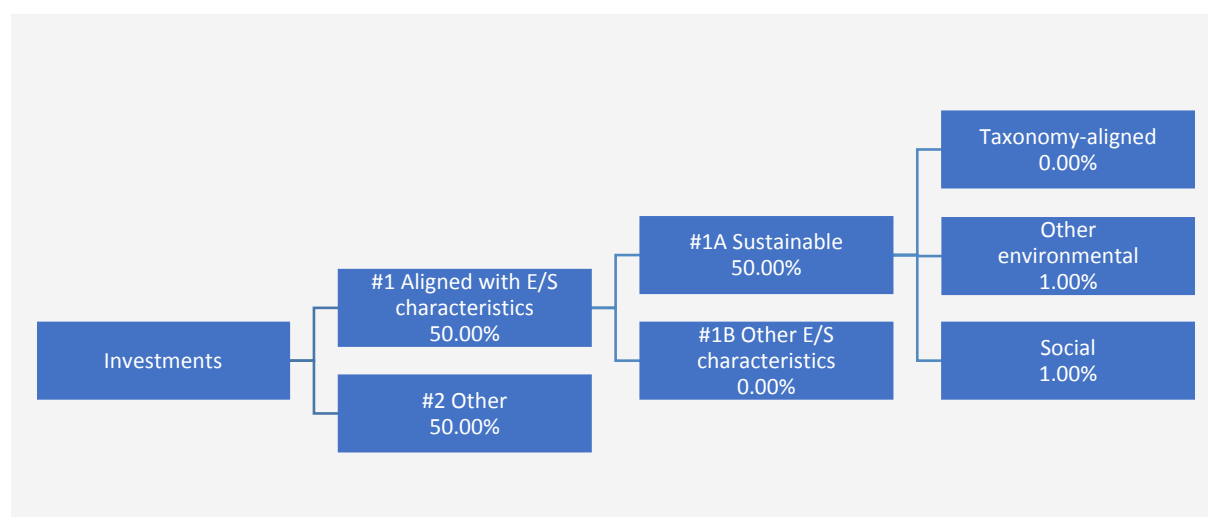 Investments
#1 Aligned with E/S
characteristics
50.00%
#2 Other
50.00%
#1A Sustainable
50.00%
#1B Other E/S
characteristics
0.00%
Taxonomy-aligned
0.00%
Other
environmental
1.00%
Social
1.00%